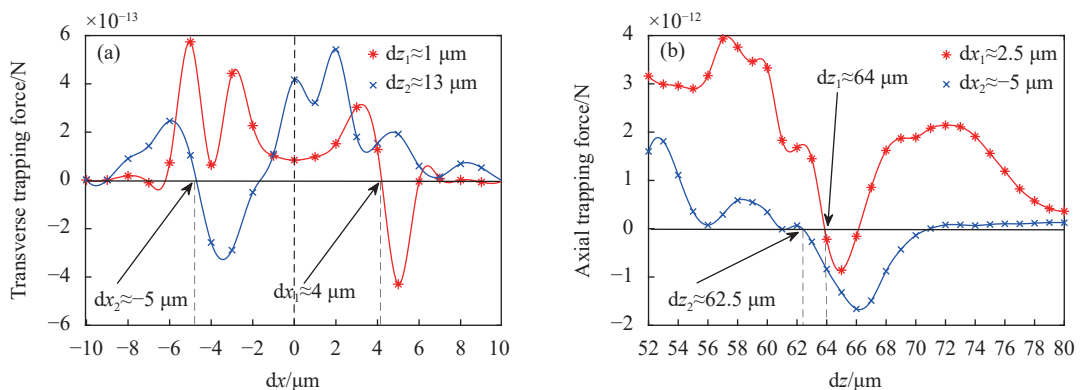 ×10⁻¹³
(a)
dz₁≈1 μm
dz₂≈13 μm
dx₂≈−5 μm
dx₁≈4 μm
Transverse trapping force/N
6
4
2
0
−2
−4
−6
−10 −8 −6 −4 −2 0 2 4 6 8 10
dx/μm
×10⁻¹²
(b)
dx₁≈2.5 μm
dx₂≈−5 μm
dz₁≈64 μm
dz₂≈62.5 μm
Axial trapping force/N
4
3
2
1
0
−1
−2
52 54 56 58 60 62 64 66 68 70 72 74 76 78 80
dz/μm